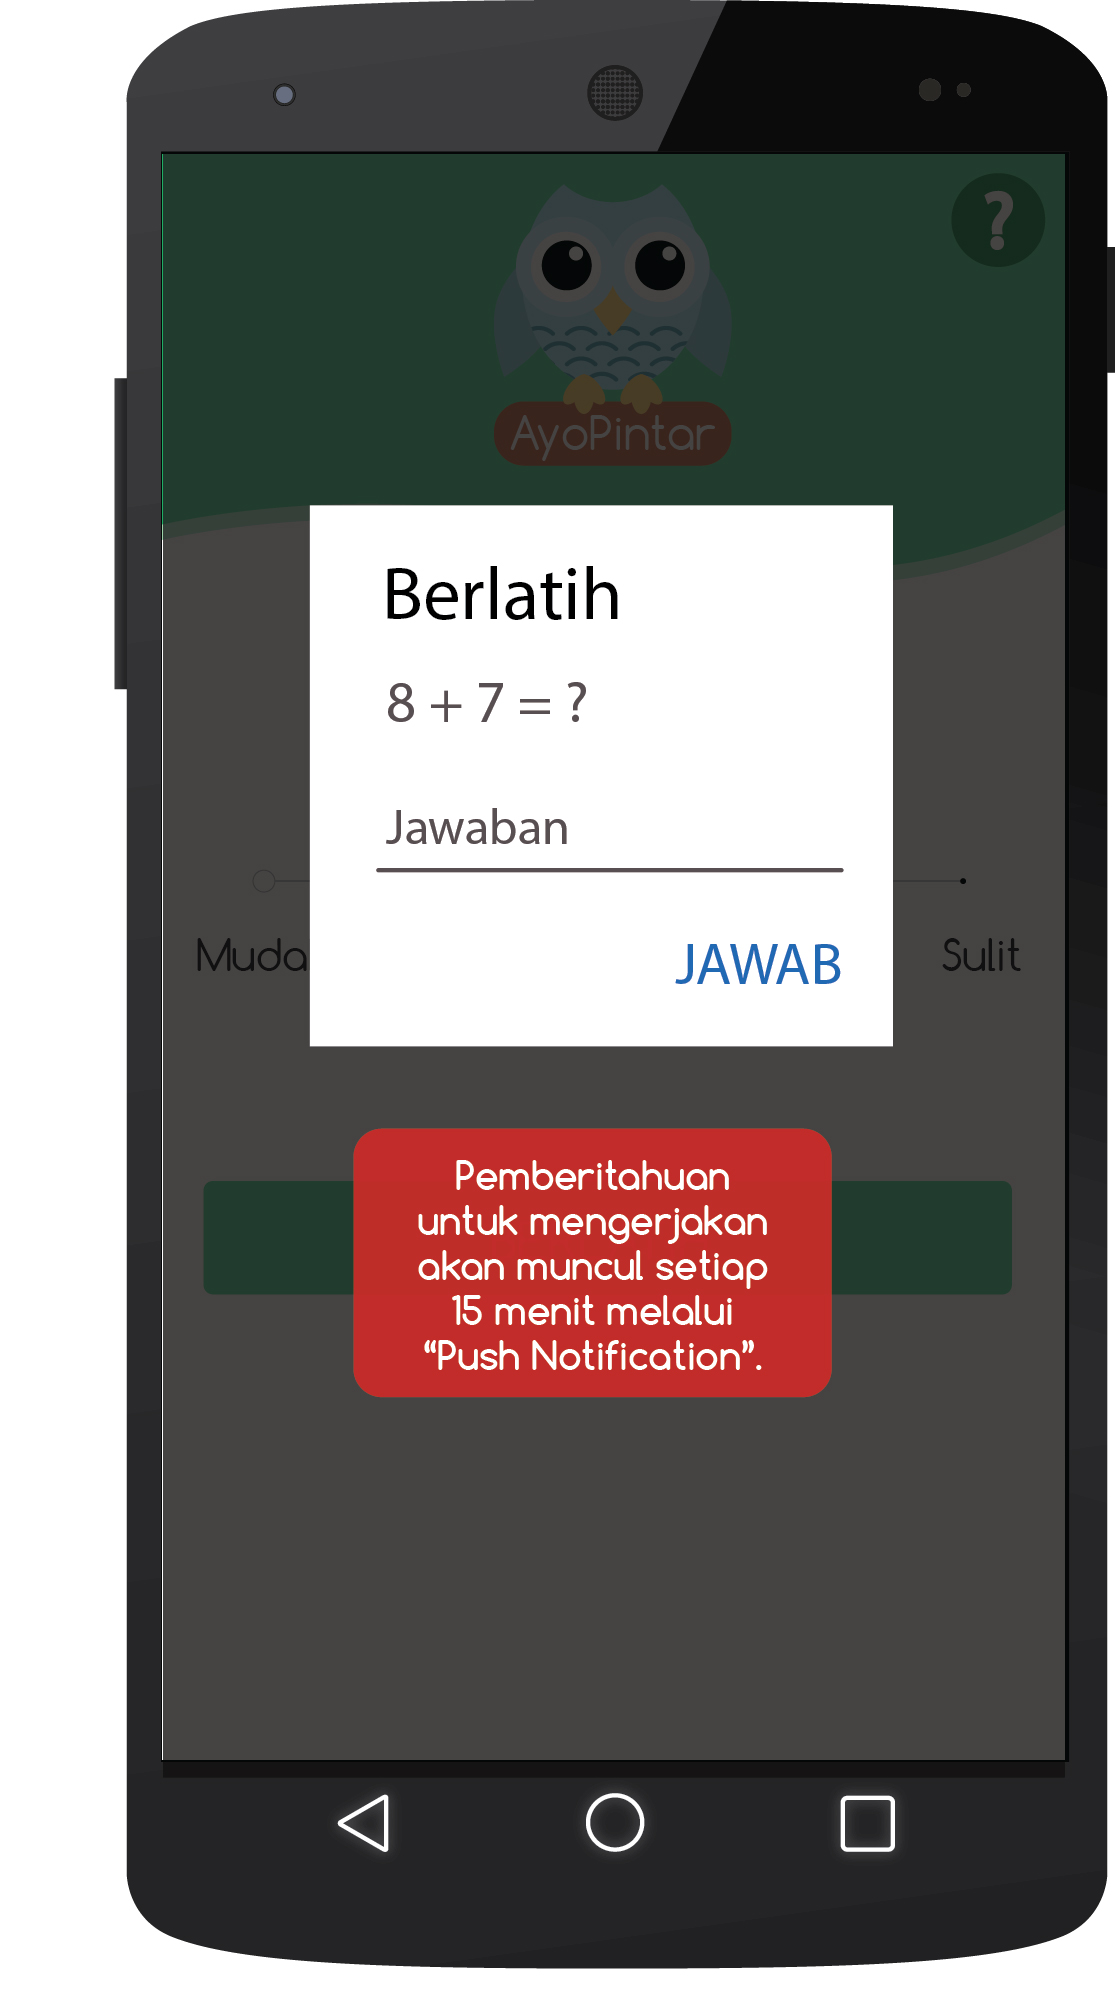 ?
AyoPintar
Berlatih
8 + 7 = ?
Jawaban
Muda
Sulit
JAWAB
Pemberitahuan
untuk mengerjakan
akan muncul setiap
15 menit melalui
“Push Notification”.